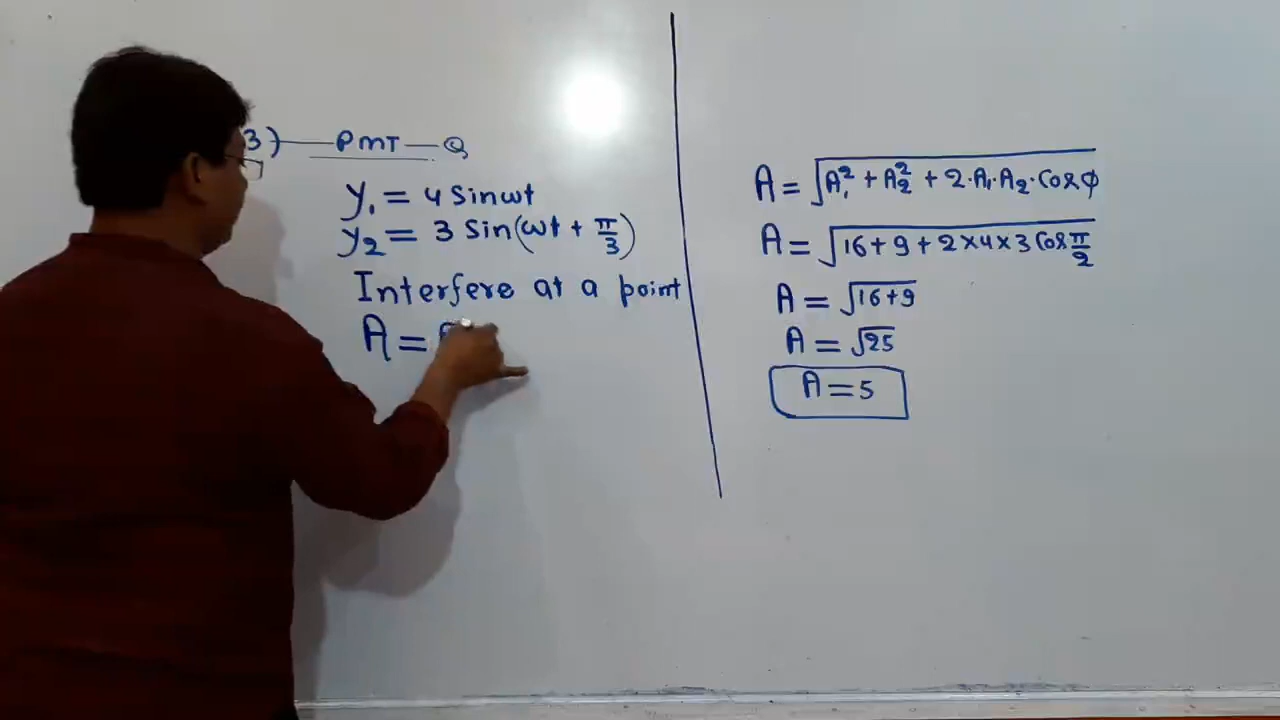 3) — PMT — Q
y₁ = 4 Sinωt
y₂ = 3 Sin(ωt + π/3)
Interfere at a point
A =
A = √A₁² + A₂² + 2·A₁·A₂·Cosφ
A = √16+9+2×4×3 Cos π/2
A = √16+9
A = √25
A = 5